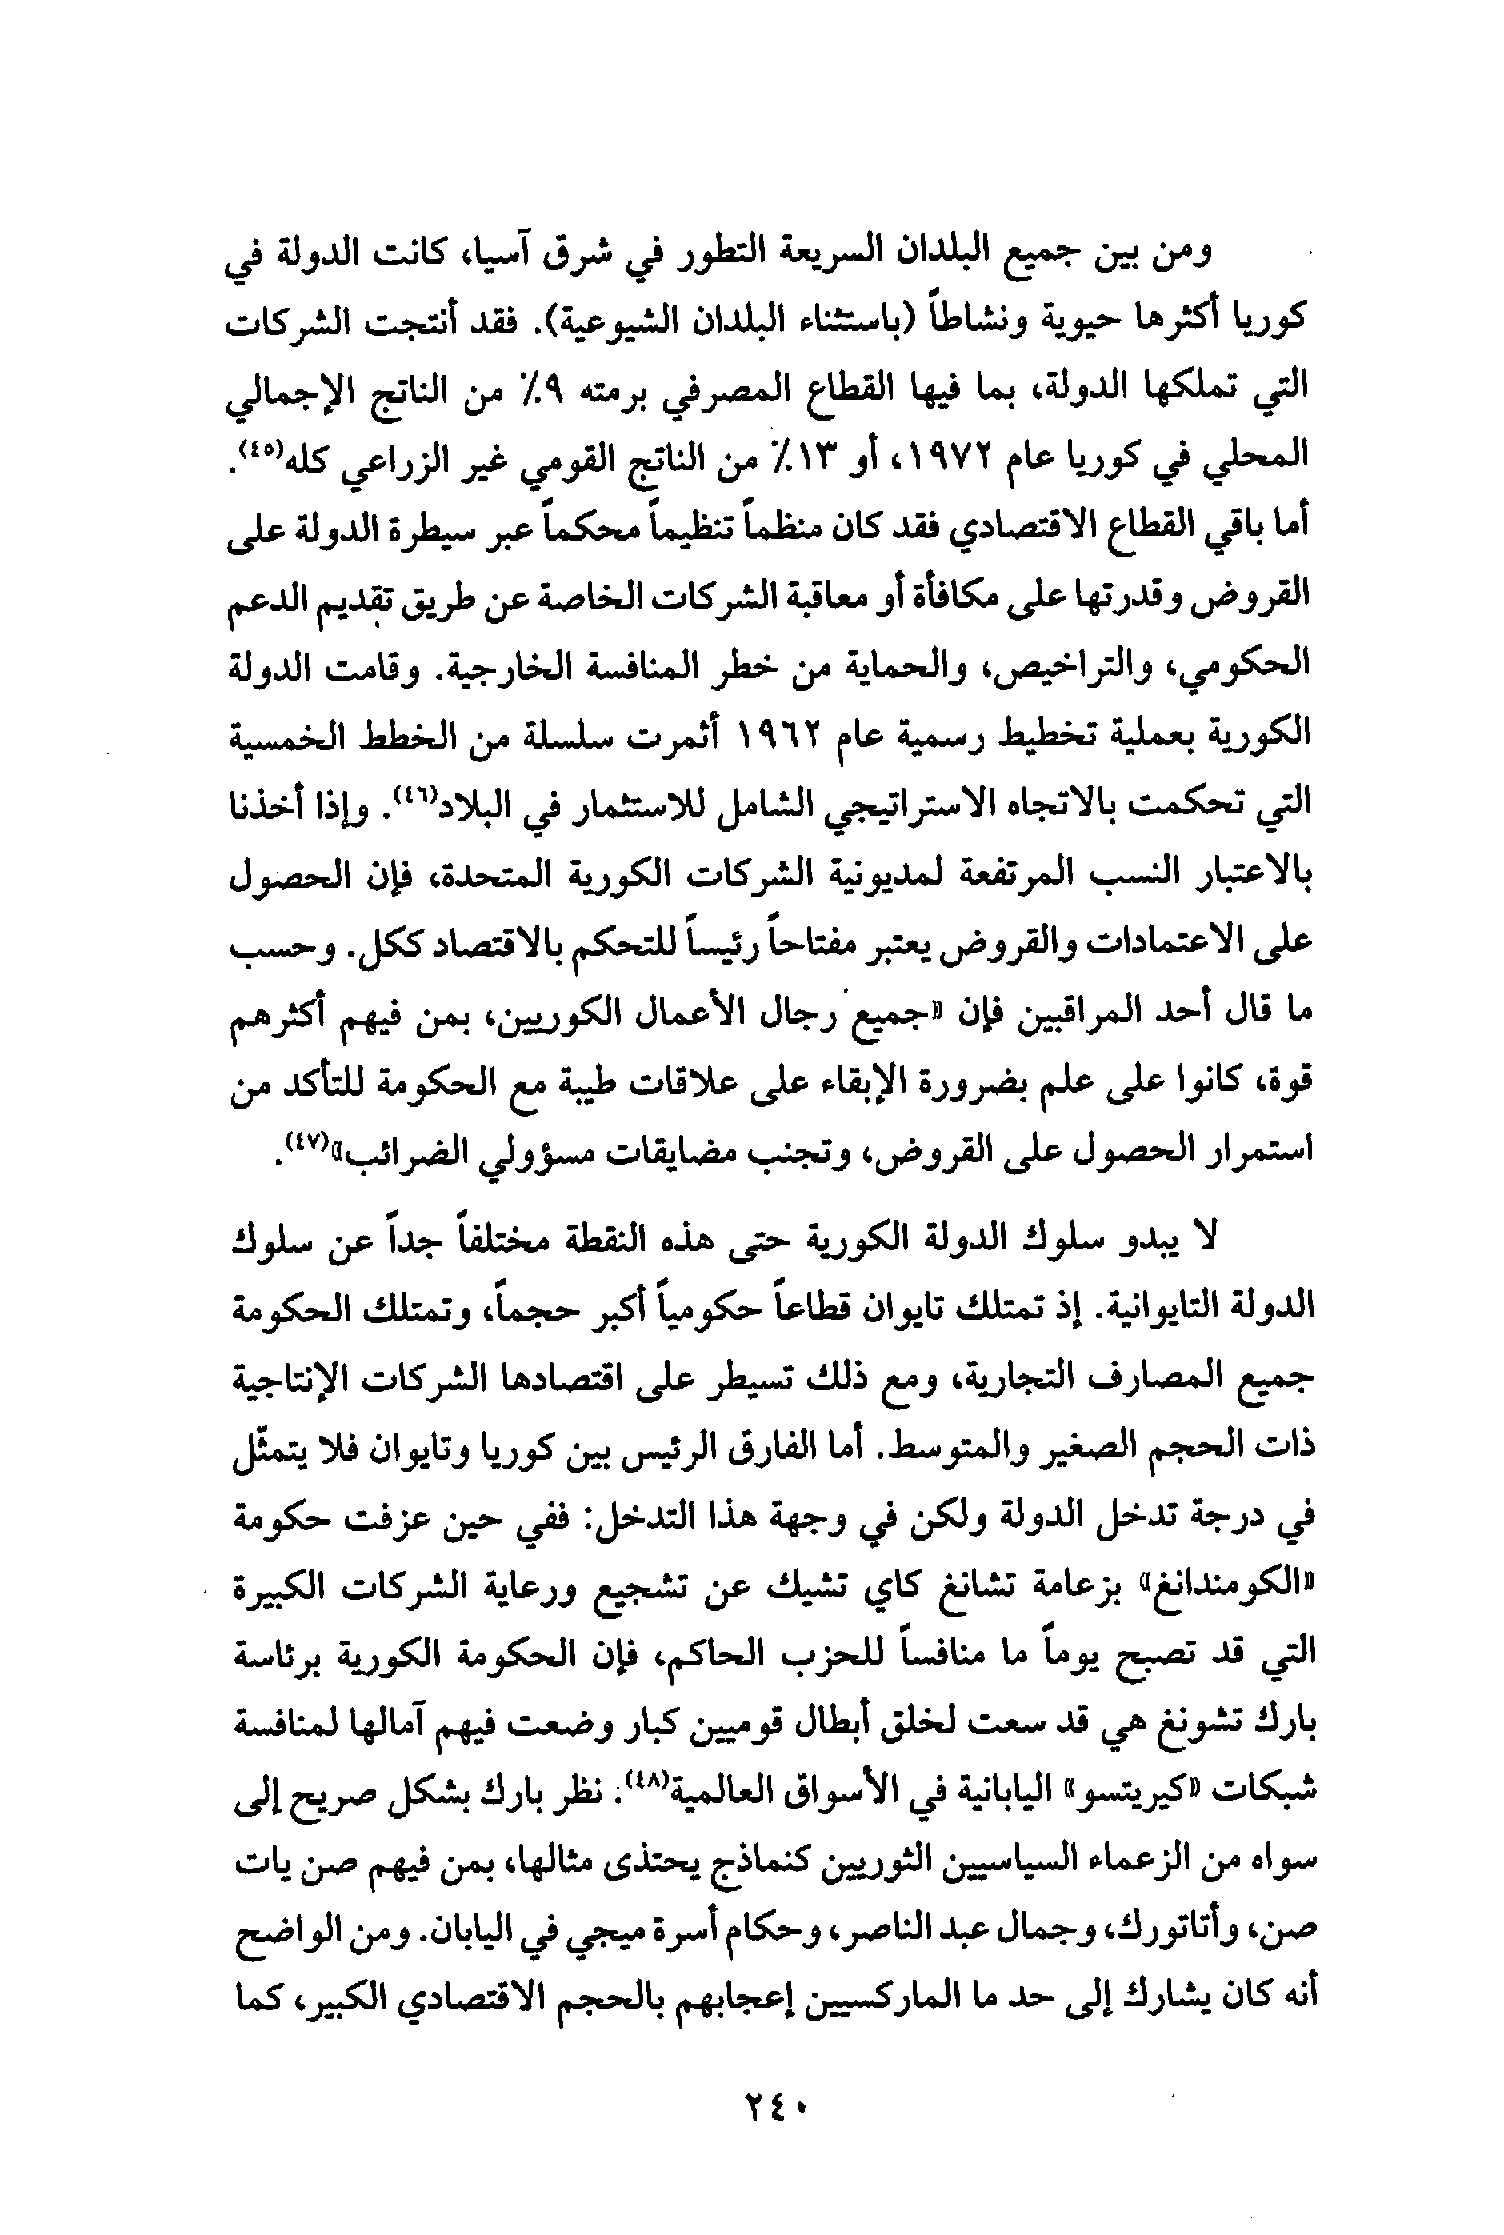 ومن بين جميع البلدان السريعة التطور في شرق آسيا، كانت الدولة في
كوريا أكثرها حيوية ونشاطاً (باستثناء البلدان الشيوعية). فقد أنتجت الشركات
التي تملكها الدولة، بما فيها القطاع المصرفي برمته ٩٪ من الناتج الإجمالي
المحلي في كوريا عام ١٩٧٢، أو ١٣٪ من الناتج القومي غير الزراعي كله(٤٥).
أما باقي القطاع الاقتصادي فقد كان منظماً تنظيماً محكماً عبر سيطرة الدولة على
القروض وقدرتها على مكافأة أو معاقبة الشركات الخاصة عن طريق تقديم الدعم
الحكومي، والتراخيص، والحماية من خطر المنافسة الخارجية. وقامت الدولة
الكورية بعملية تخطيط رسمية عام ١٩٦٢ أثمرت سلسلة من الخطط الخمسية
التي تحكمت بالاتجاه الاستراتيجي الشامل للاستثمار في البلاد(٤٦). وإذا أخذنا
بالاعتبار النسب المرتفعة لمديونية الشركات الكورية المتحدة، فإن الحصول
على الاعتمادات والقروض يعتبر مفتاحاً رئيساً للتحكم بالاقتصاد ككل. وحسب
ما قال أحد المراقبين فإن «جميع رجال الأعمال الكوريين، بمن فيهم أكثرهم
قوة، كانوا على علم بضرورة الإبقاء على علاقات طيبة مع الحكومة للتأكد من
استمرار الحصول على القروض، وتجنب مضايقات مسؤولي الضرائب»(٤٧).
لا يبدو سلوك الدولة الكورية حتى هذه النقطة مختلفاً جداً عن سلوك
الدولة التايوانية. إذ تمتلك تايوان قطاعاً حكومياً أكبر حجماً، وتمتلك الحكومة
جميع المصارف التجارية، ومع ذلك تسيطر على اقتصادها الشركات الإنتاجية
ذات الحجم الصغير والمتوسط. أما الفارق الرئيس بين كوريا وتايوان فلا يتمثّل
في درجة تدخل الدولة ولكن في وجهة هذا التدخل: ففي حين عزفت حكومة
«الكومندانغ» بزعامة تشانغ كاي تشيك عن تشجيع ورعاية الشركات الكبيرة
التي قد تصبح يوماً ما منافساً للحزب الحاكم، فإن الحكومة الكورية برئاسة
بارك تشونغ هي قد سعت لخلق أبطال قوميين كبار وضعت فيهم آمالها لمنافسة
شبكات «كيريتسو» اليابانية في الأسواق العالمية(٤٨). نظر بارك بشكل صريح إلى
سواه من الزعماء السياسيين الثوريين كنماذج يحتذى مثالها، بمن فيهم صن يات
صن، وأتاتورك، وجمال عبد الناصر، وحكام أسرة ميجي في اليابان. ومن الواضح
أنه كان يشارك إلى حد ما الماركسيين إعجابهم بالحجم الاقتصادي الكبير، كما
٢٤٠